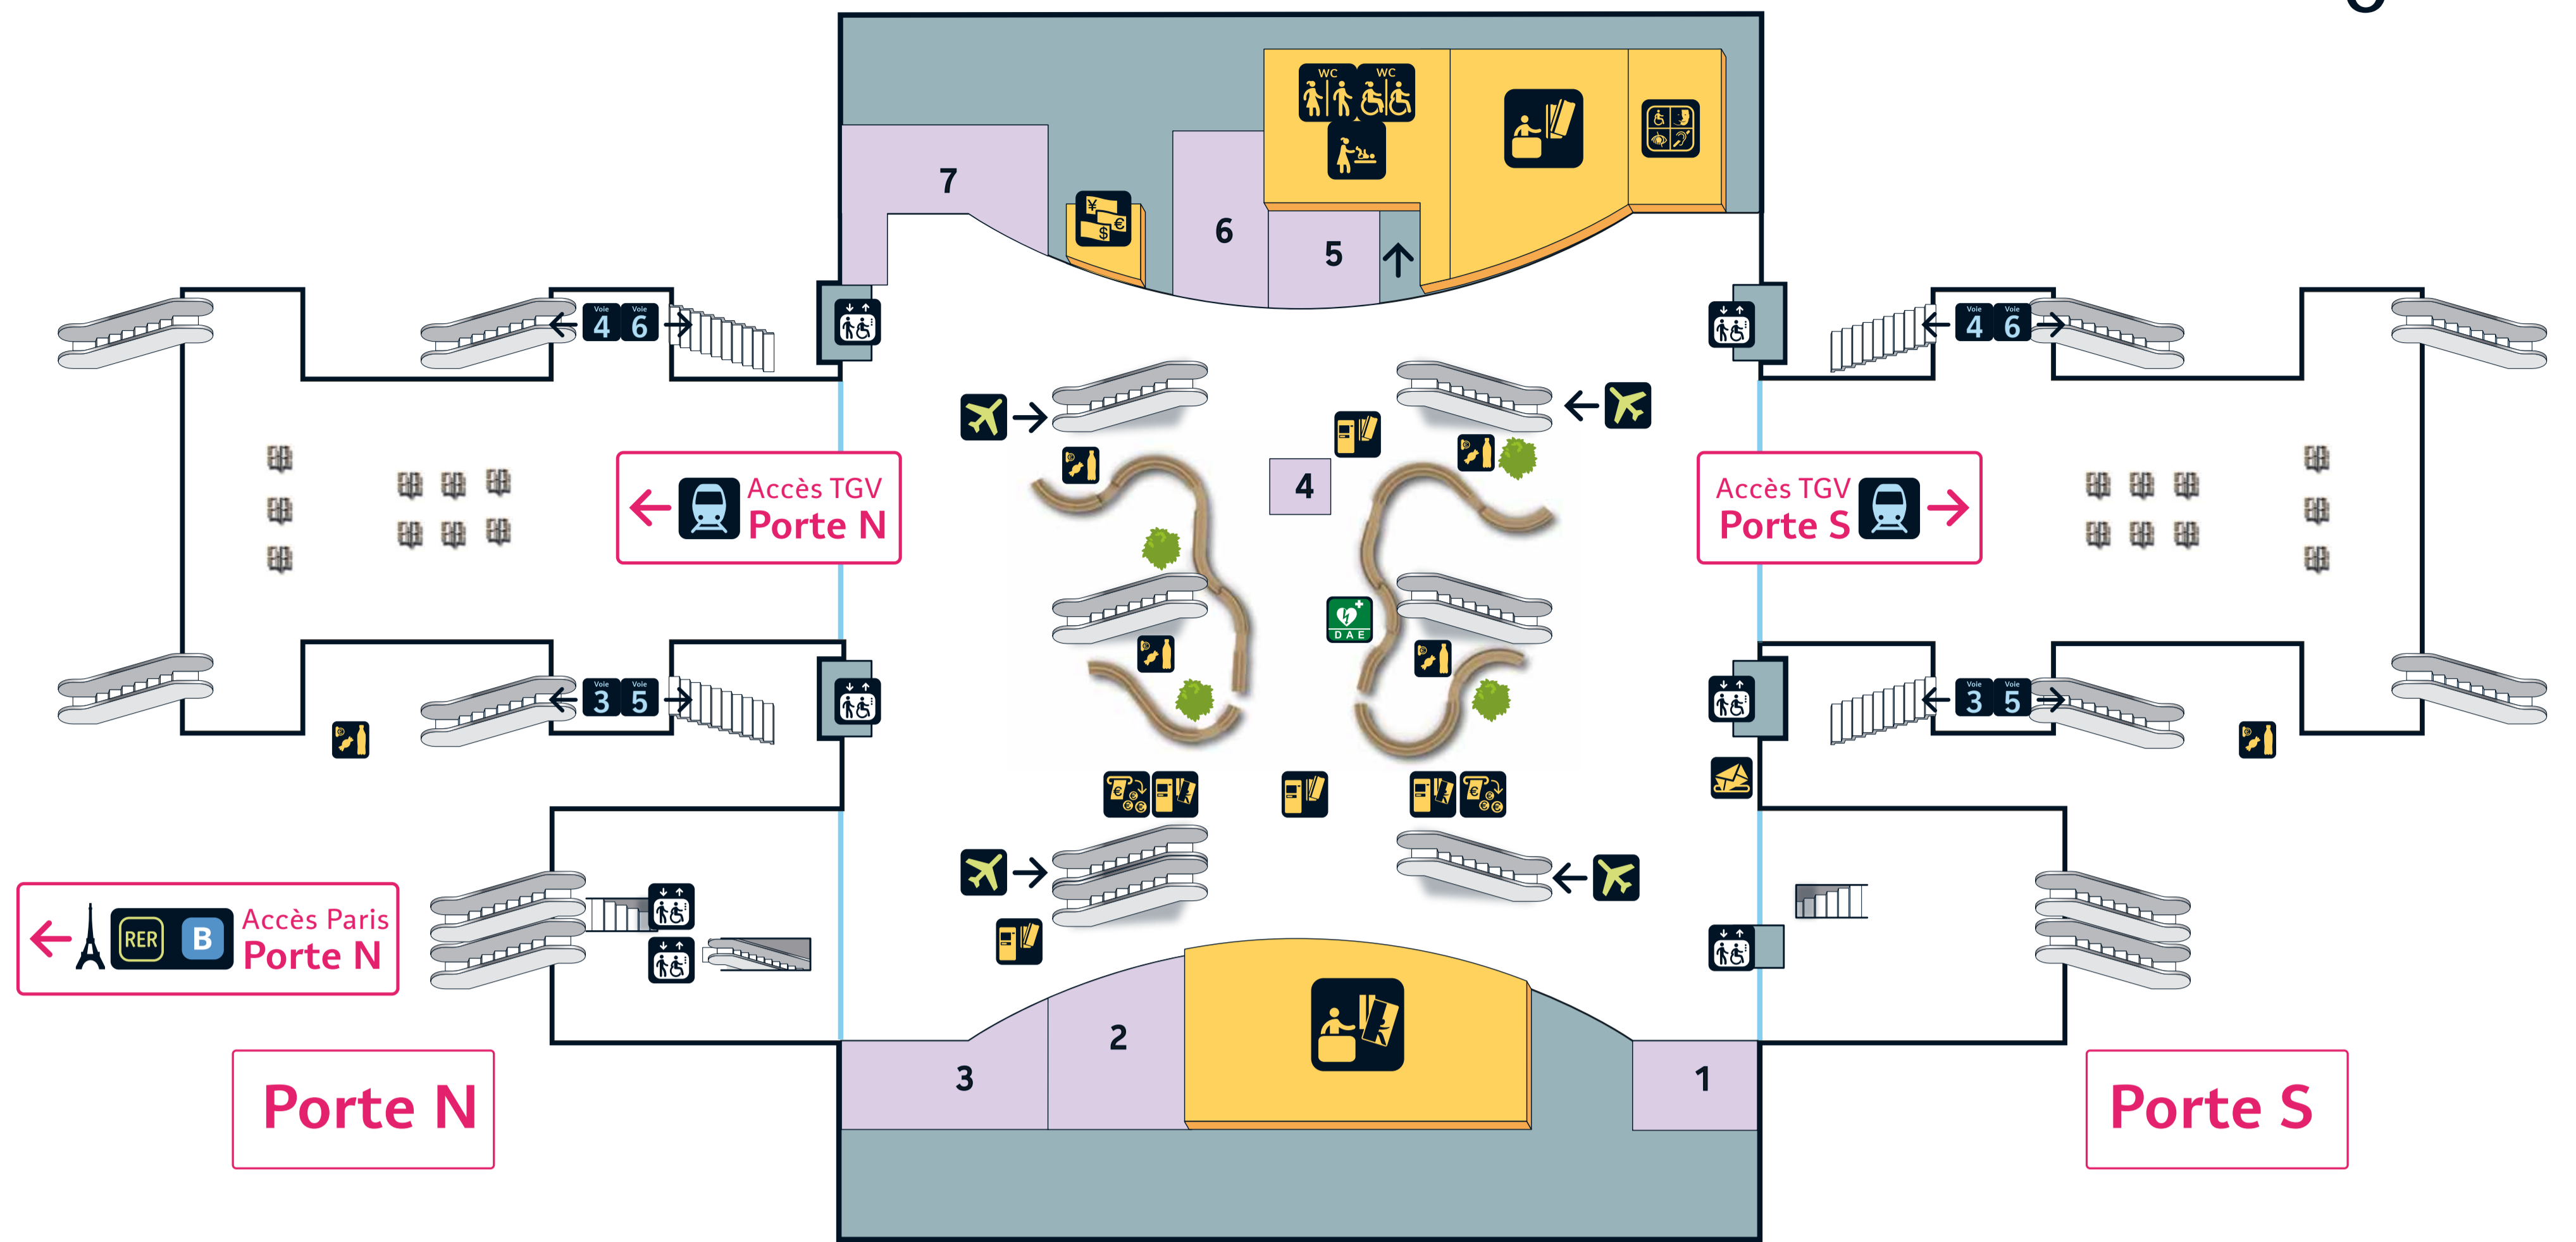 WC WC
7
¥
€
$
6
5
Voie Voie
4 6
Voie Voie
4 6
4
Accès TGV
Porte N
Accès TGV
Porte S
DAE
Voie Voie
3 5
Voie Voie
3 5
€
€ €
€
€ €
RER B
Accès Paris
Porte N
2
3
1
Porte N
Porte S